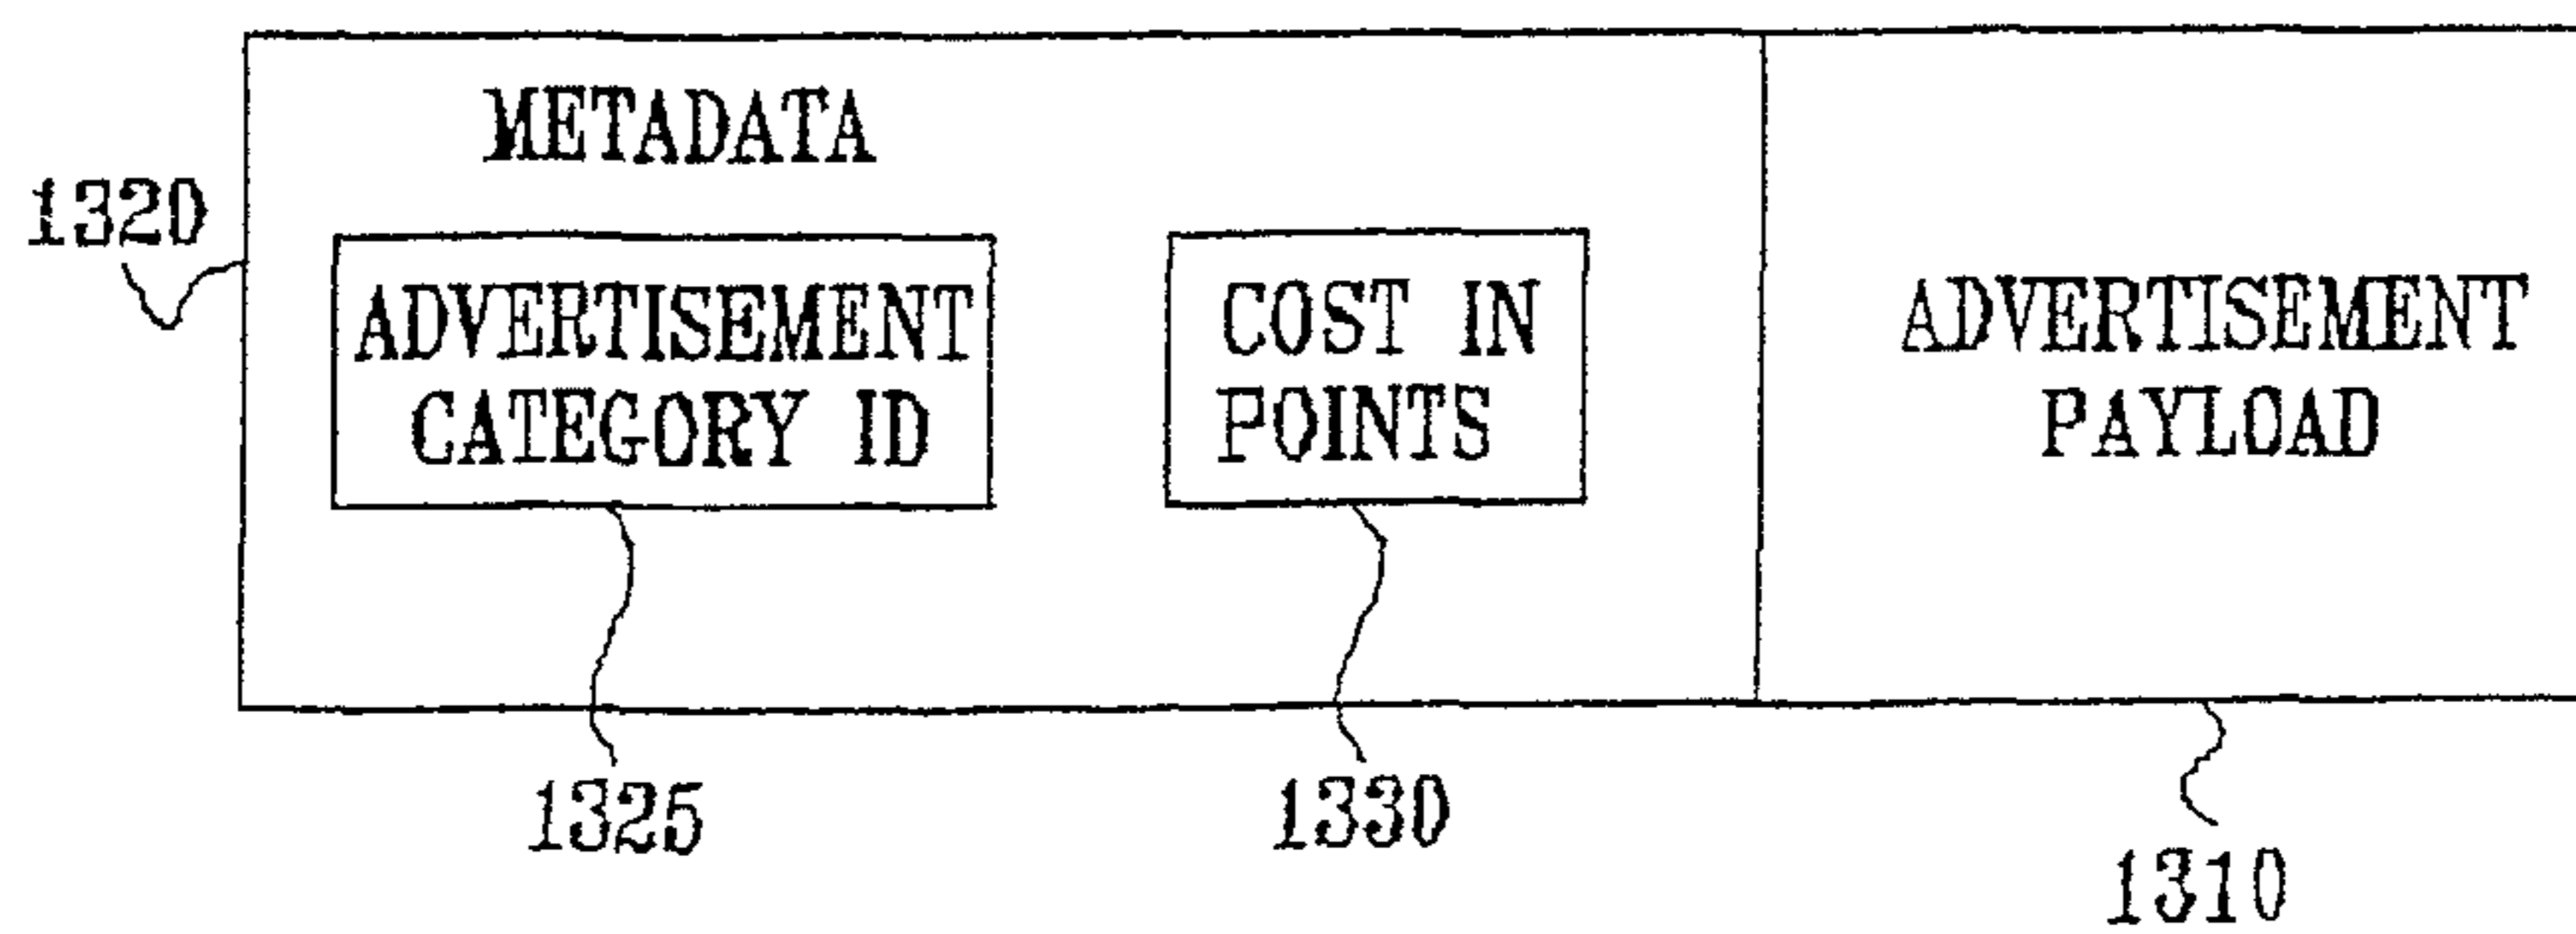 METADATA
1320
ADVERTISEMENT
CATEGORY ID
COST IN
POINTS
ADVERTISEMENT
PAYLOAD
1325
1330
1310